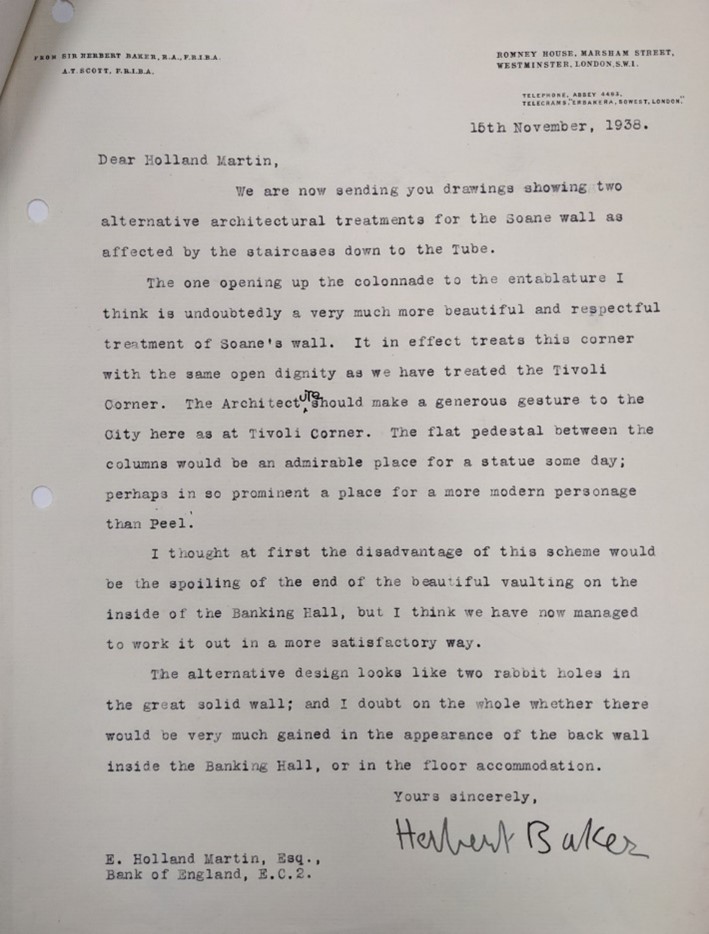 FROM SIR HERBERT BAKER, R.A., F.R.I.B.A.
A.T. SCOTT, F.R.I.B.A.
ROMNEY HOUSE, MARSHAM STREET,
WESTMINSTER, LONDON, S.W.1.
TELEPHONE, ABBEY 4483.
TELEGRAMS, "ERBAKERA, SOWEST, LONDON."
15th November, 1938.
Dear Holland Martin,
We are now sending you drawings showing two
alternative architectural treatments for the Soane wall as
affected by the staircases down to the Tube.
The one opening up the colonnade to the entablature I
think is undoubtedly a very much more beautiful and respectful
treatment of Soane's wall. It in effect treats this corner
with the same open dignity as we have treated the Tivoli
Corner. The Architecture should make a generous gesture to the
City here as at Tivoli Corner. The flat pedestal between the
columns would be an admirable place for a statue some day;
perhaps in so prominent a place for a more modern personage
than Peel.
I thought at first the disadvantage of this scheme would
be the spoiling of the end of the beautiful vaulting on the
inside of the Banking Hall, but I think we have now managed
to work it out in a more satisfactory way.
The alternative design looks like two rabbit holes in
the great solid wall; and I doubt on the whole whether there
would be very much gained in the appearance of the back wall
inside the Banking Hall, or in the floor accommodation.
Yours sincerely,
Herbert Baker
E. Holland Martin, Esq.,
Bank of England, E.C.2.